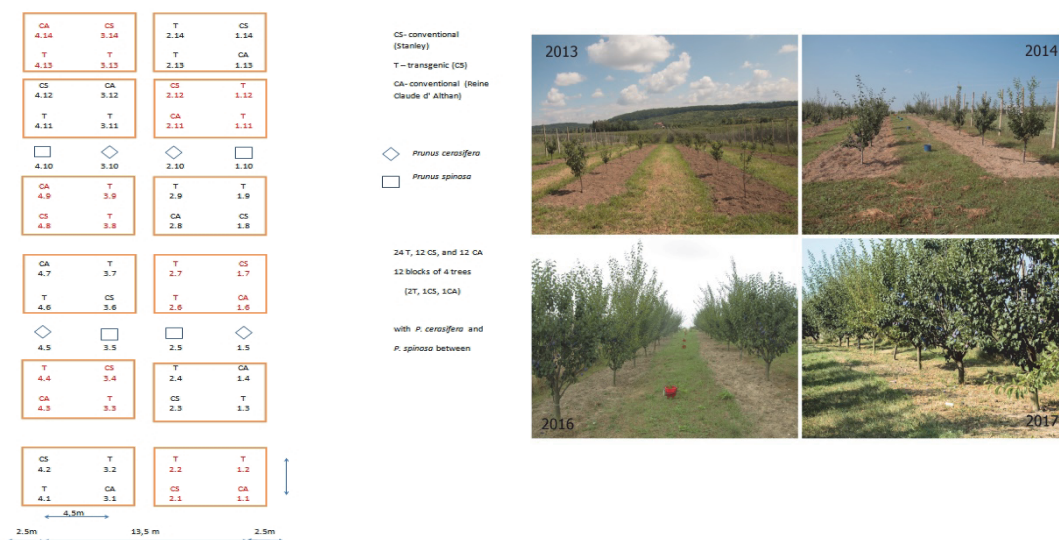 CA CS T CS
4.14 3.14 2.14 1.14
T T T CA
4.13 3.13 2.13 1.13
CS CA CS T
4.12 3.12 2.12 1.12
T T CA T
4.11 3.11 2.11 1.11
4.10 3.10 2.10 1.10
CA T T T
4.9 3.9 2.9 1.9
CS T CA CS
4.8 3.8 2.8 1.8
CA T T CS
4.7 3.7 2.7 1.7
T CS T CA
4.6 3.6 2.6 1.6
4.5 3.5 2.5 1.5
T CS T CA
4.4 3.4 2.4 1.4
CA T CS T
4.3 3.3 2.3 1.3
CS T T T
4.2 3.2 2.2 1.2
T CA CS CA
4.1 3.1 2.1 1.1
4,5m
2.5m 13,5 m 2.5m
CS- conventional
(Stanley)
T – transgenic (C5)
CA- conventional (Reine
Claude d' Althan)
Prunus cerasifera
Prunus spinosa
24 T, 12 CS, and 12 CA
12 blocks of 4 trees
(2T, 1CS, 1CA)
with P. cerasifera and
P. spinosa between
2013
2014
2016
2017